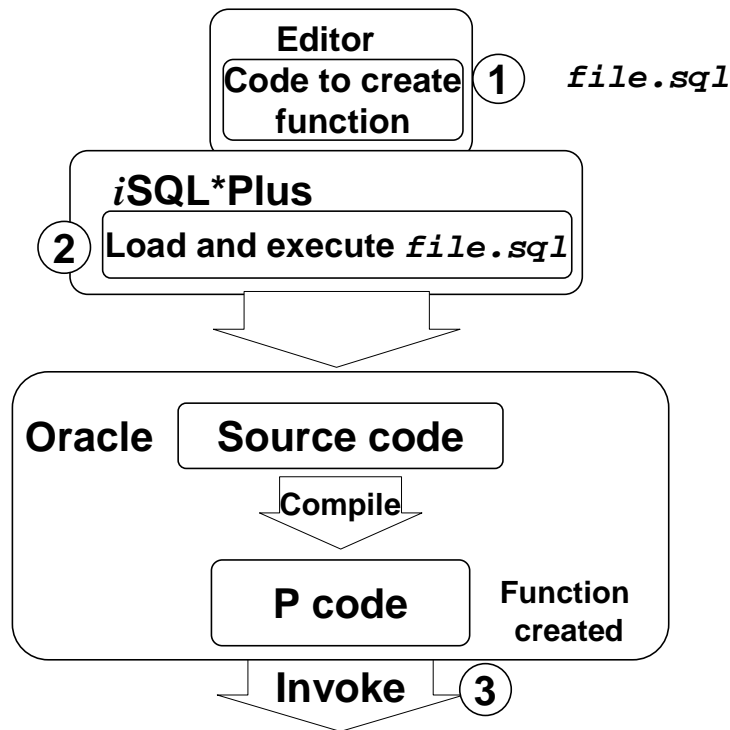 Editor
Code to create
function
1
file.sql
iSQL*Plus
2
Load and execute file.sql
Oracle
Source code
Compile
P code
Function
created
Invoke
3